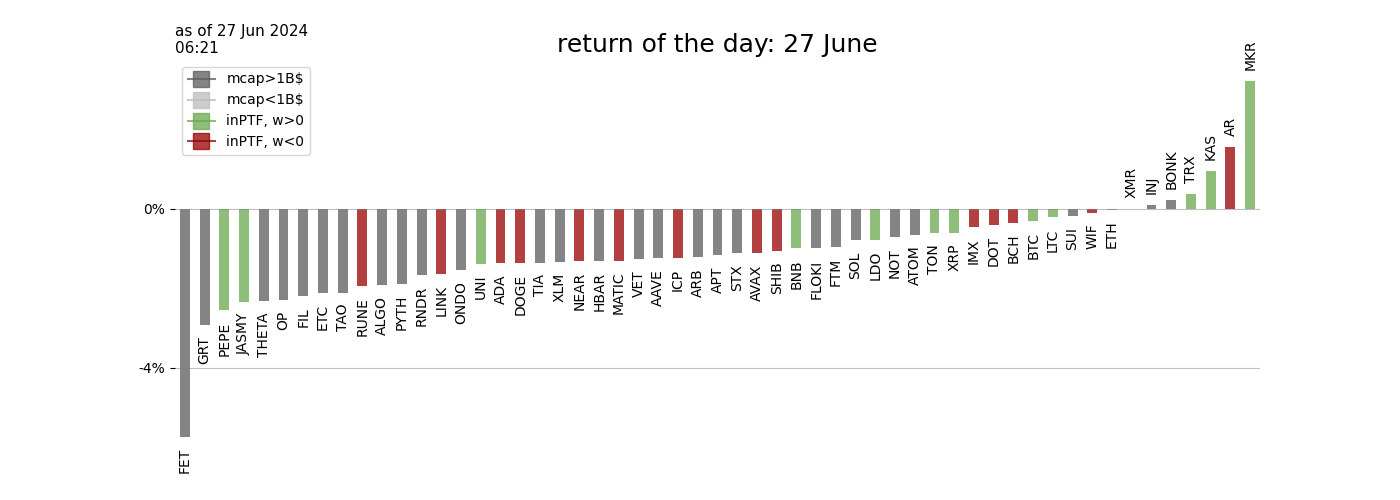 as of 27 Jun 2024
06:21
return of the day: 27 June
mcap>1B$
mcap<1B$
inPTF, w>0
inPTF, w<0
0%
-4%
FET
GRT
PEPE
JASMY
THETA
OP
FIL
ETC
TAO
RUNE
ALGO
PYTH
RNDR
LINK
ONDO
UNI
ADA
DOGE
TIA
XLM
NEAR
HBAR
MATIC
VET
AAVE
ICP
ARB
APT
STX
AVAX
SHIB
BNB
FLOKI
FTM
SOL
LDO
NOT
ATOM
TON
XRP
IMX
DOT
BCH
BTC
LTC
SUI
WIF
ETH
XMR
INJ
BONK
TRX
KAS
AR
MKR